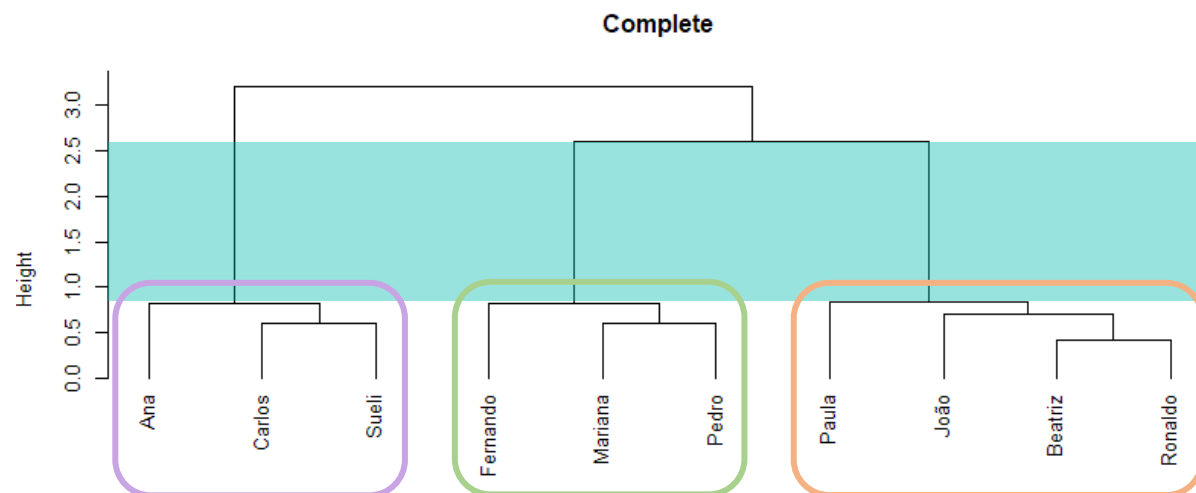 Complete
Height
3.0
2.5
2.0
1.5
1.0
0.5
0.0
Ana
Carlos
Sueli
Fernando
Mariana
Pedro
Paula
João
Beatriz
Ronaldo